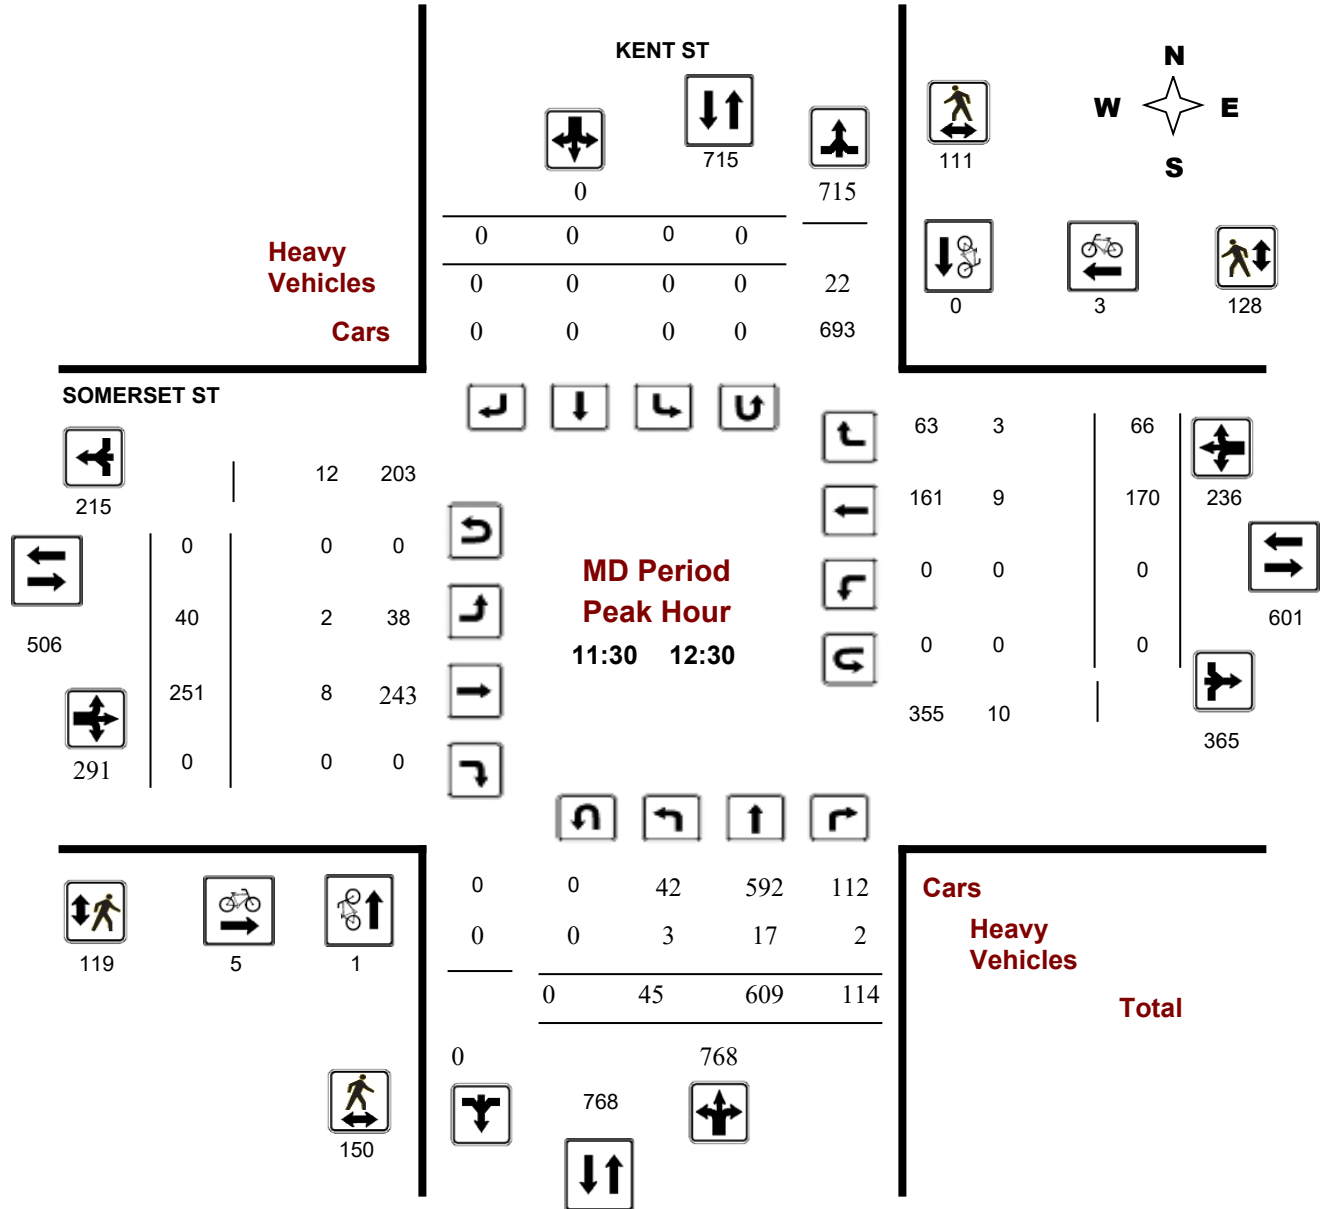 KENT ST
N
W E
S
715
111
0 715
0 0 0 0
Heavy
Vehicles
0 0 0 0 22
0 3 128
Cars 0 0 0 0 693
SOMERSET ST
63 3 66
12 203
215
161 9 170 236
0 0 0
MD Period
0 0 0
Peak Hour
601
40 2 38
506
11:30 12:30
0 0 0
251 8 243
355 10
365
291 0 0 0
0 0 42 592 112 Cars
0 0 3 17 2 Heavy
Vehicles
119 5 1
0 45 609 114 Total
0 768
768
150